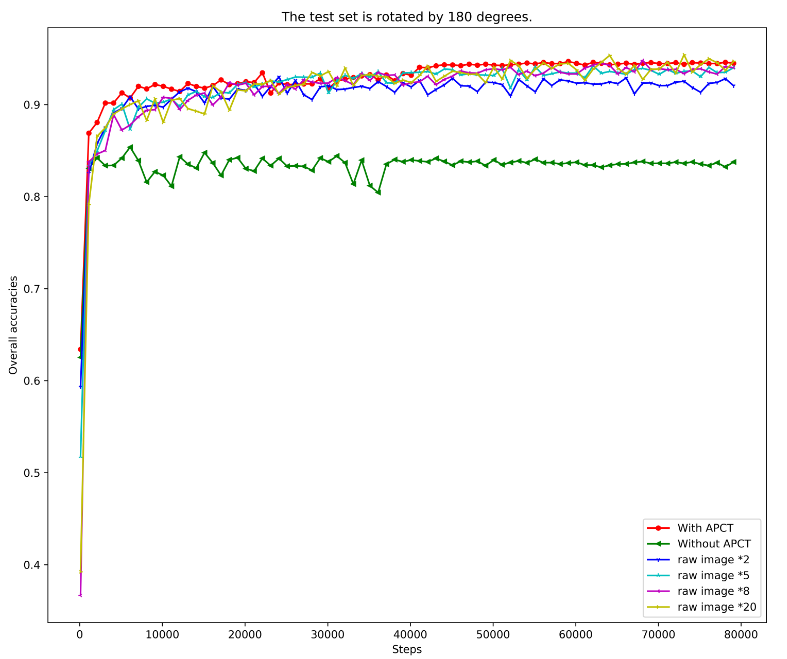 The test set is rotated by 180 degrees.
Overall accuracies
0.9
0.8
0.7
0.6
0.5
0.4
With APCT
Without APCT
raw image *2
raw image *5
raw image *8
raw image *20
0 10000 20000 30000 40000 50000 60000 70000 80000
Steps